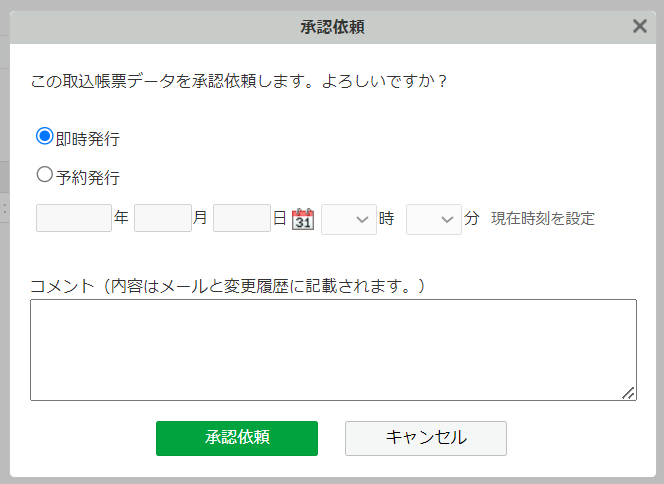 承認依頼
この取込帳票データを承認依頼します。よろしいですか？
即時発行
予約発行
年 月 日 31 時 分 現在時刻を設定
コメント（内容はメールと変更履歴に記載されます。）
承認依頼 キャンセル